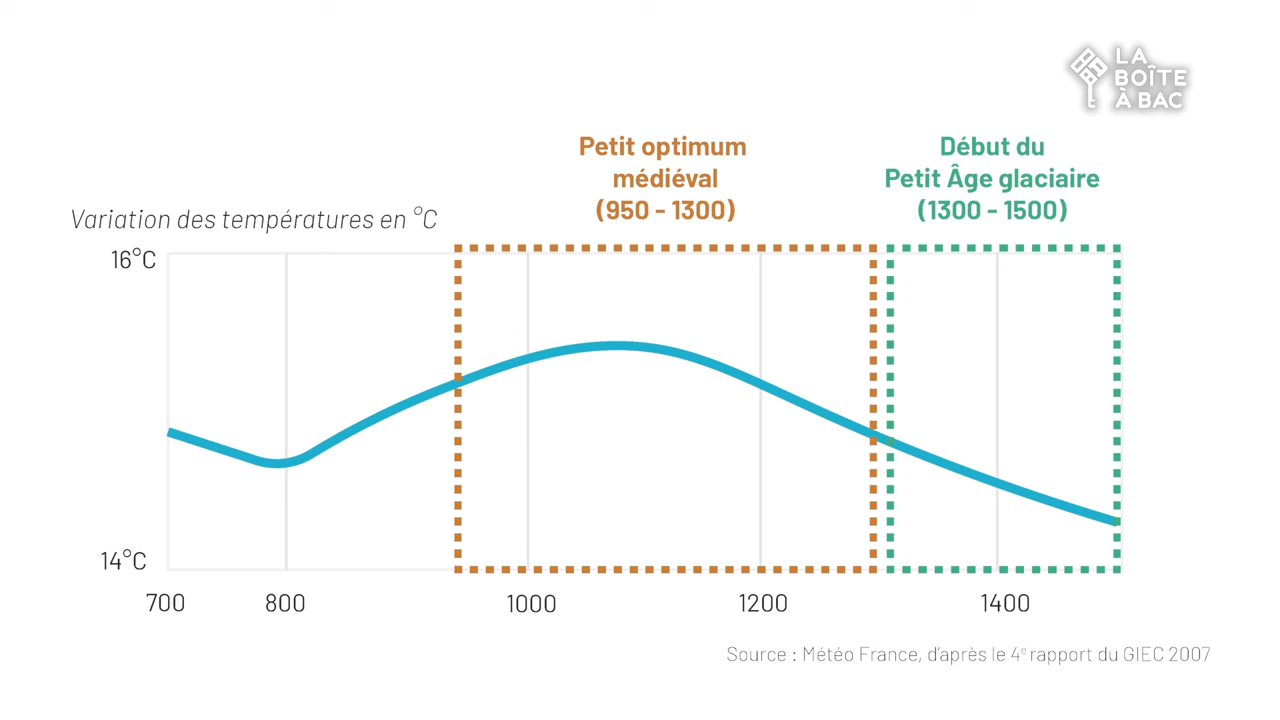 LA
BOÎTE
À BAC
Petit optimum
médiéval
(950 - 1300)
Début du
Petit Âge glaciaire
(1300 - 1500)
Variation des températures en °C
16°C
14°C
700
800
1000
1200
1400
Source : Météo France, d'après le 4e rapport du GIEC 2007